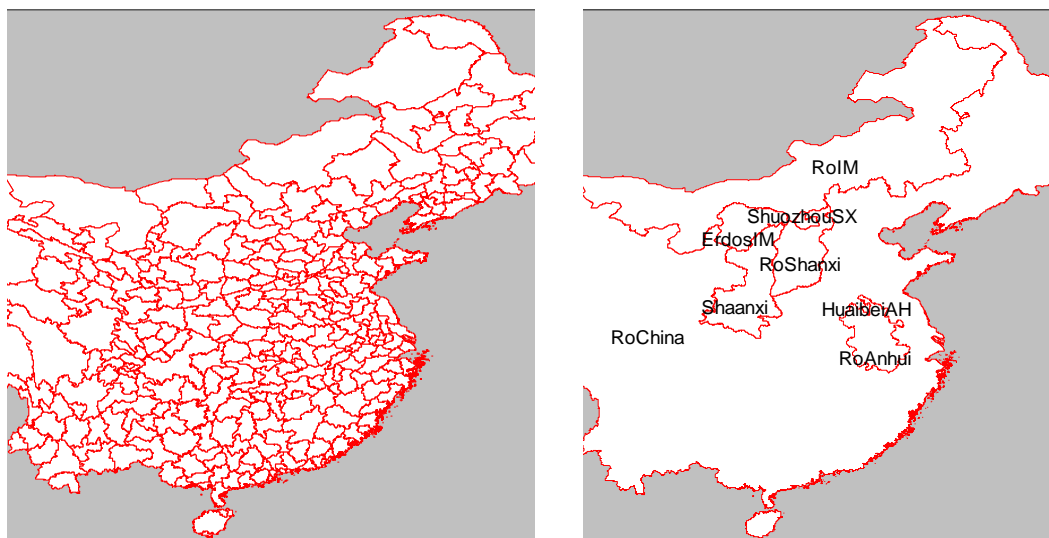 RoIM
ShuozhouSX
ErdosIM
RoShanxi
Shaanxi
HuaibeiAH
RoChina
RoAnhui